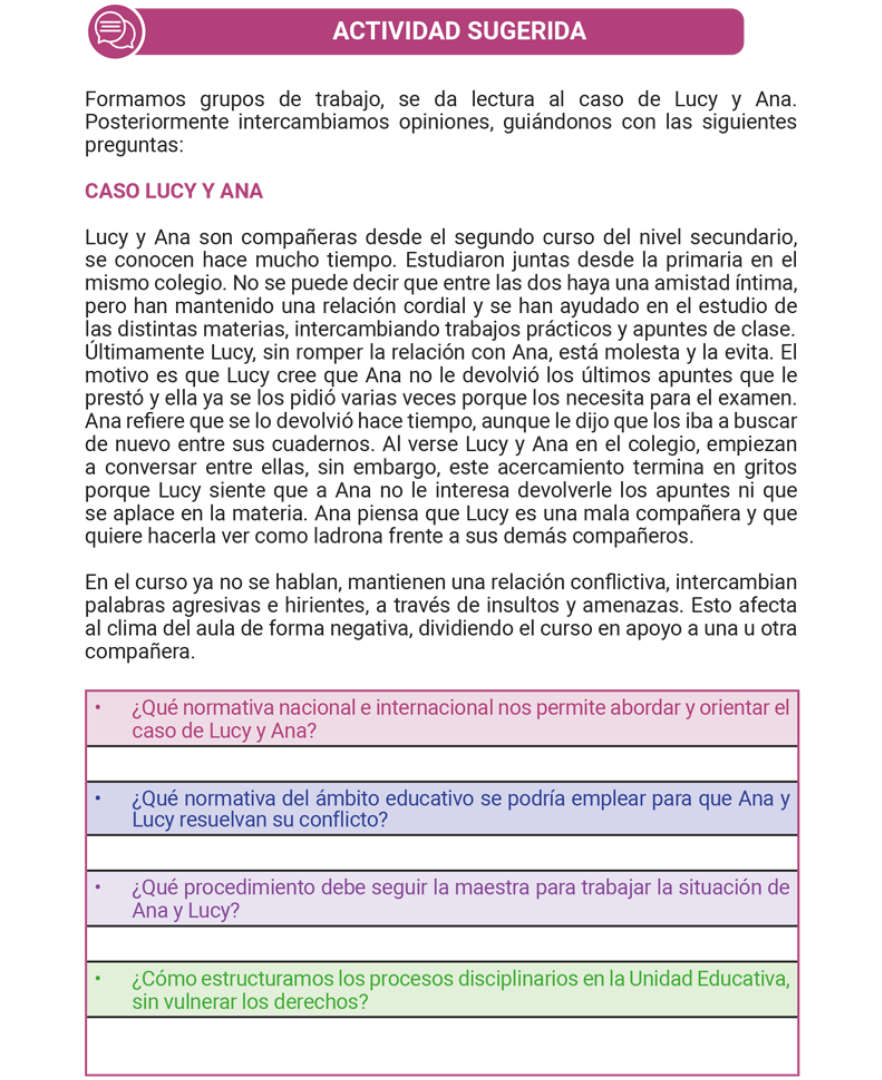 ACTIVIDAD SUGERIDA
Formamos grupos de trabajo, se da lectura al caso de Lucy y Ana.
Posteriormente intercambiamos opiniones, guiándonos con las siguientes
preguntas:
CASO LUCY Y ANA
Lucy y Ana son compañeras desde el segundo curso del nivel secundario,
se conocen hace mucho tiempo. Estudiaron juntas desde la primaria en el
mismo colegio. No se puede decir que entre las dos haya una amistad íntima,
pero han mantenido una relación cordial y se han ayudado en el estudio de
las distintas materias, intercambiando trabajos prácticos y apuntes de clase.
Últimamente Lucy, sin romper la relación con Ana, está molesta y la evita. El
motivo es que Lucy cree que Ana no le devolvió los últimos apuntes que le
prestó y ella ya se los pidió varias veces porque los necesita para el examen.
Ana refiere que se lo devolvió hace tiempo, aunque le dijo que los iba a buscar
de nuevo entre sus cuadernos. Al verse Lucy y Ana en el colegio, empiezan
a conversar entre ellas, sin embargo, este acercamiento termina en gritos
porque Lucy siente que a Ana no le interesa devolverle los apuntes ni que
se aplace en la materia. Ana piensa que Lucy es una mala compañera y que
quiere hacerla ver como ladrona frente a sus demás compañeros.
En el curso ya no se hablan, mantienen una relación conflictiva, intercambian
palabras agresivas e hirientes, a través de insultos y amenazas. Esto afecta
al clima del aula de forma negativa, dividiendo el curso en apoyo a una u otra
compañera.
• ¿Qué normativa nacional e internacional nos permite abordar y orientar el
caso de Lucy y Ana?
• ¿Qué normativa del ámbito educativo se podría emplear para que Ana y
Lucy resuelvan su conflicto?
• ¿Qué procedimiento debe seguir la maestra para trabajar la situación de
Ana y Lucy?
• ¿Cómo estructuramos los procesos disciplinarios en la Unidad Educativa,
sin vulnerar los derechos?